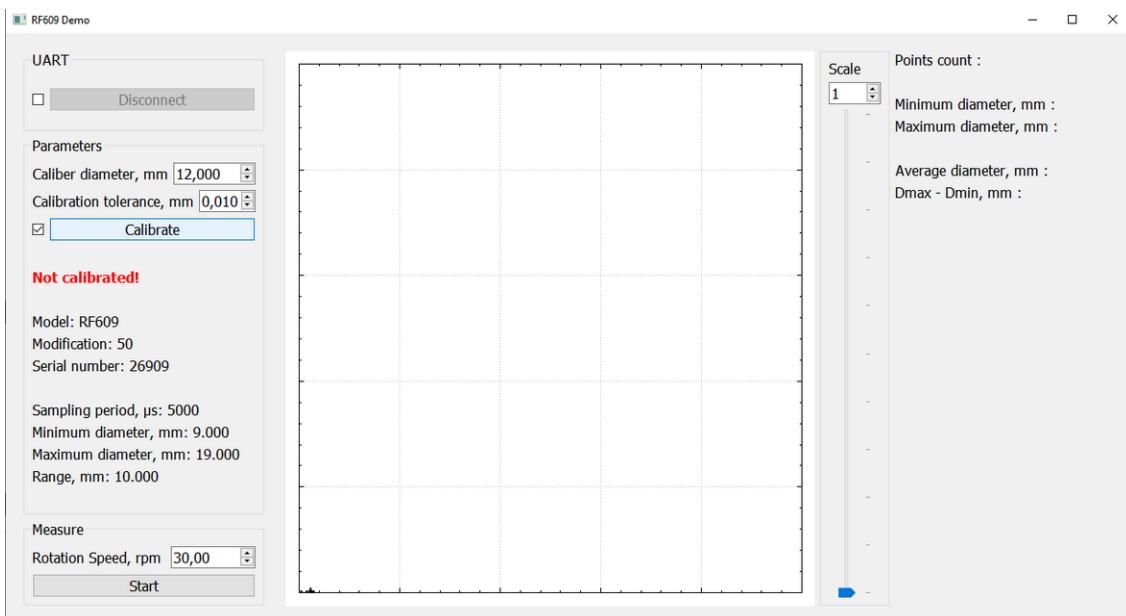 RF609 Demo
UART
Disconnect
Parameters
Caliber diameter, mm 12,000
Calibration tolerance, mm 0,010
Calibrate
Not calibrated!
Model: RF609
Modification: 50
Serial number: 26909
Sampling period, µs: 5000
Minimum diameter, mm: 9.000
Maximum diameter, mm: 19.000
Range, mm: 10.000
Measure
Rotation Speed, rpm 30,00
Start
Scale
1
Points count :
Minimum diameter, mm :
Maximum diameter, mm :
Average diameter, mm :
Dmax - Dmin, mm :